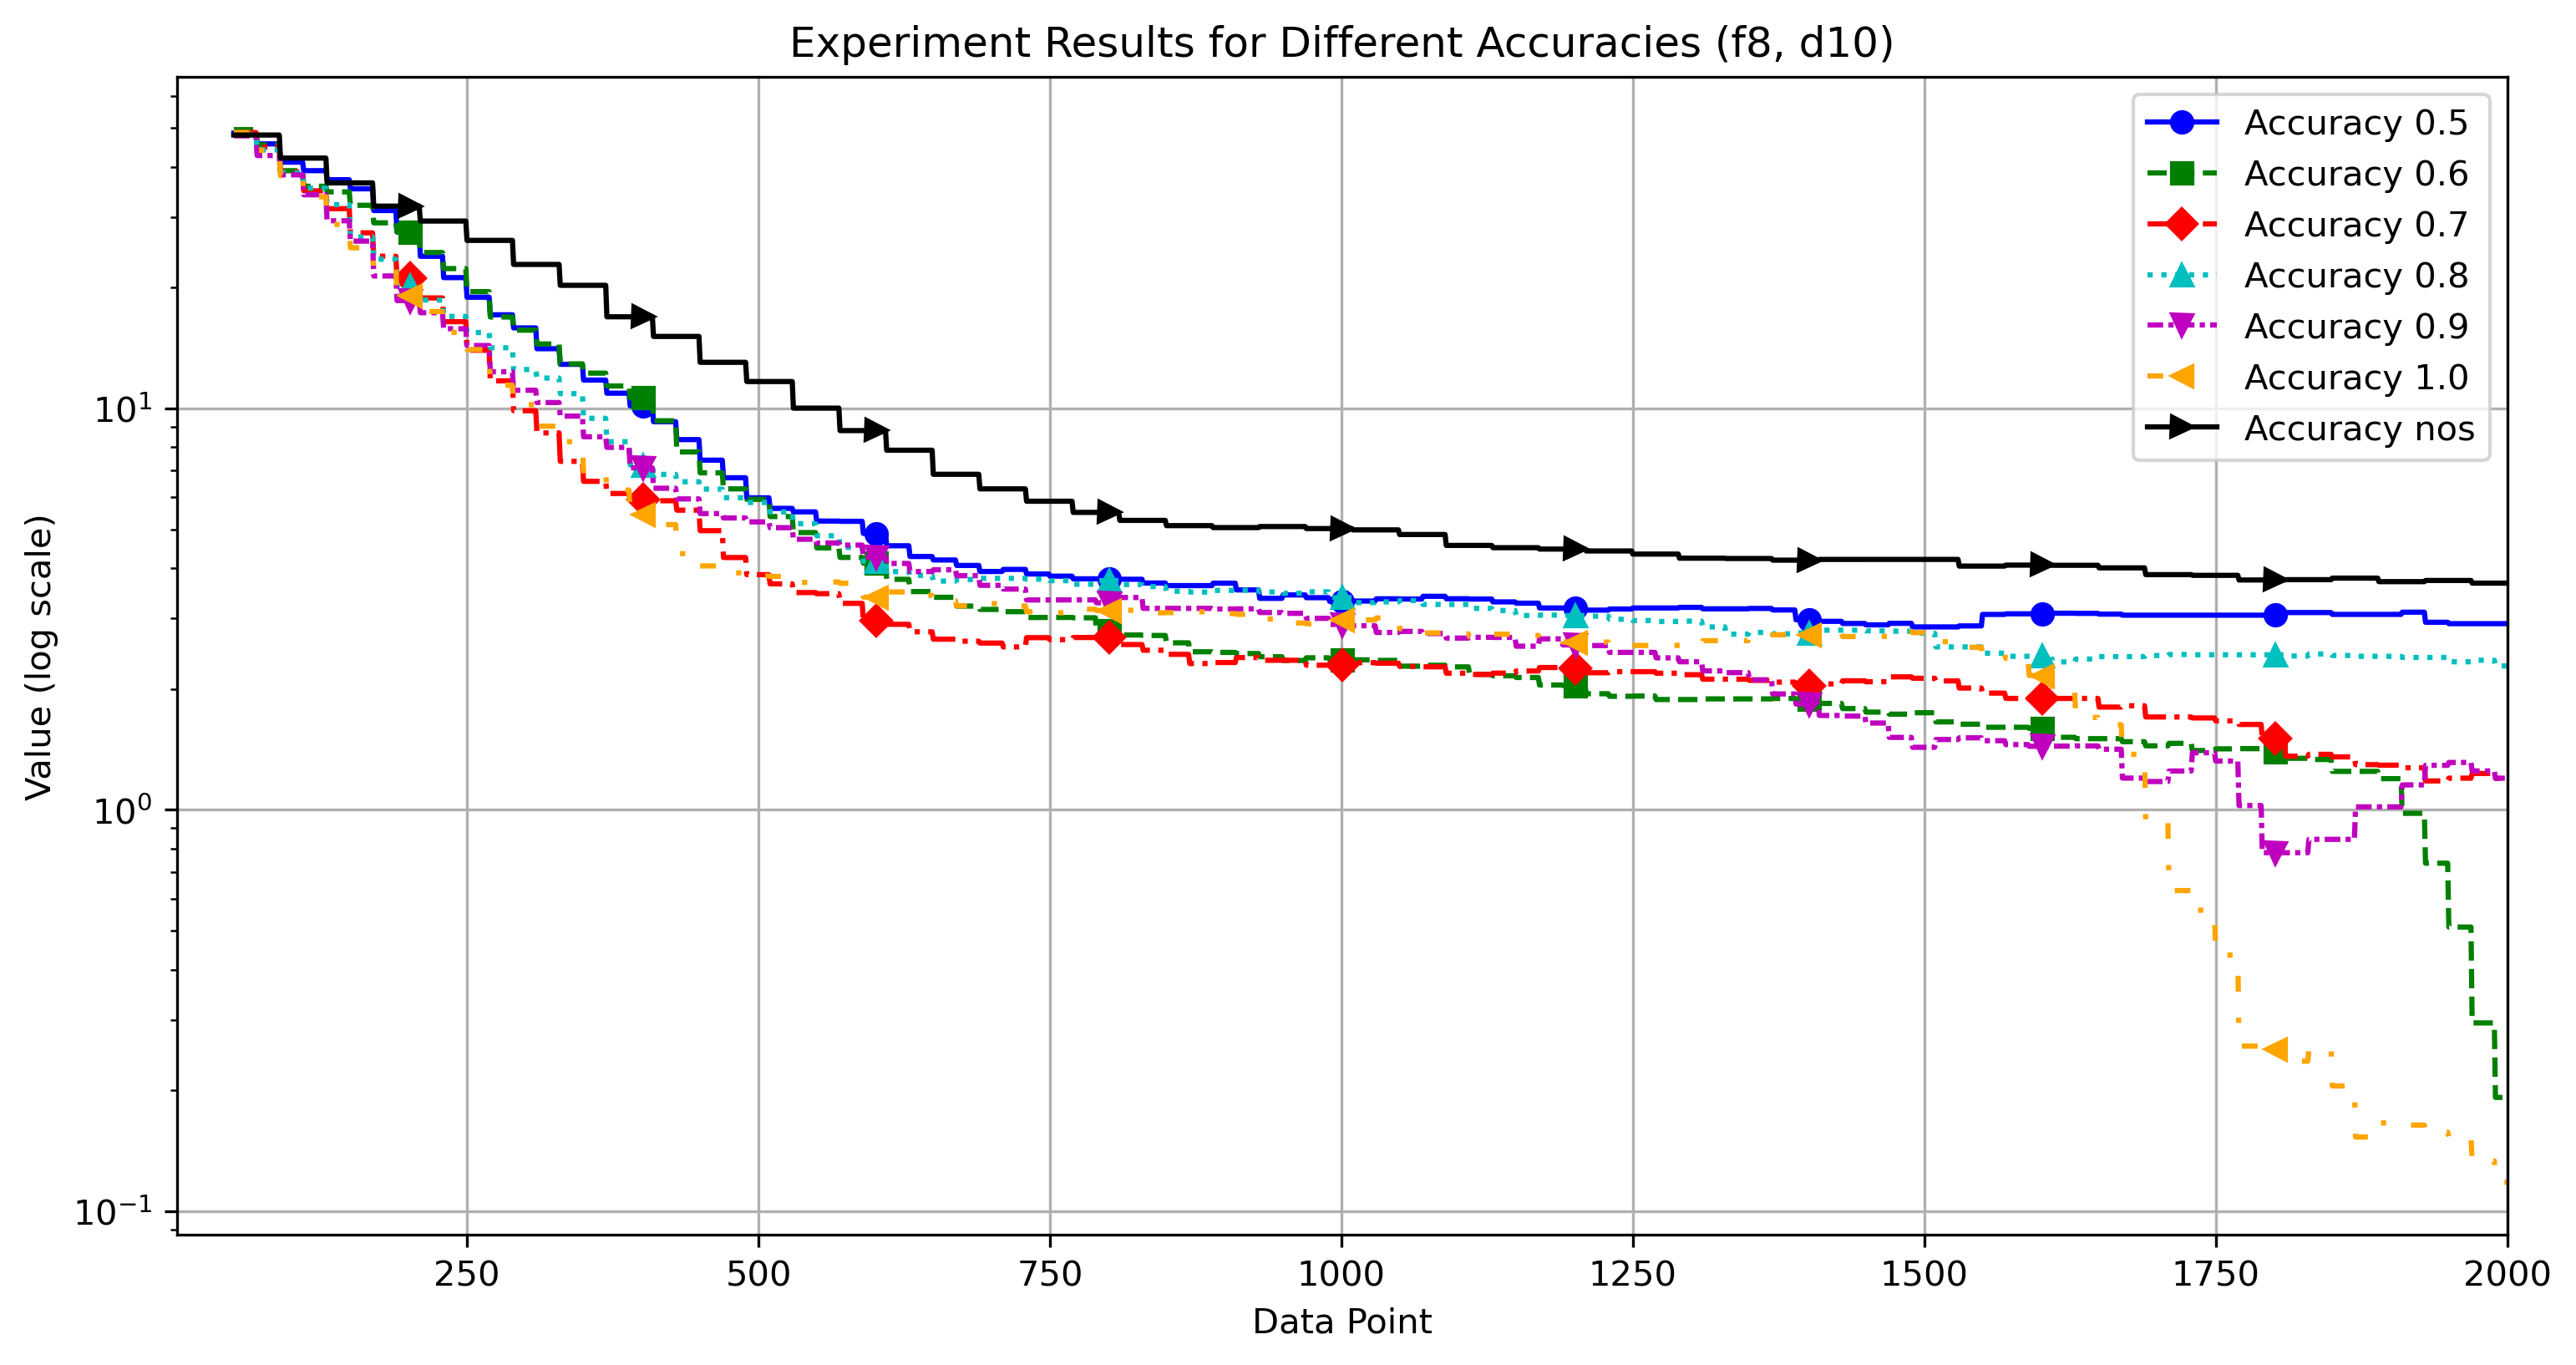 Experiment Results for Different Accuracies (f8, d10)
Accuracy 0.5
Accuracy 0.6
Accuracy 0.7
Accuracy 0.8
Accuracy 0.9
Accuracy 1.0
Accuracy nos
Value (log scale)
10¹
10⁰
10⁻¹
250 500 750 1000 1250 1500 1750 2000
Data Point